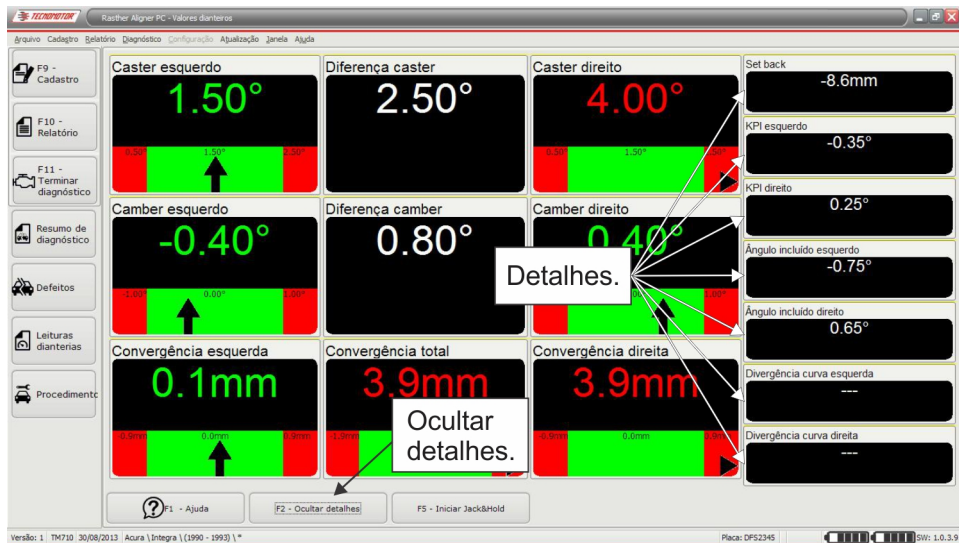 TECNOMOTOR
Rasther Aligner PC - Valores dianteiros
Arquivo Cadastro Relatório Diagnóstico Configuração Atualização Janela Ajuda
F9 -
Cadastro
F10 -
Relatório
F11 -
Terminar
diagnóstico
Resumo de
diagnóstico
Defeitos
Leituras
dianterias
Procedimento
Caster esquerdo
1.50°
0.50° 1.50° 2.50°
Diferença caster
2.50°
Caster direito
4.00°
0.50° 1.50°
Camber esquerdo
-0.40°
-1.00° 0.00° 1.00°
Diferença camber
0.80°
Camber direito
0.40°
1.00°
Convergência esquerda
0.1mm
-0.9mm 0.0mm 0.9mm
Convergência total
3.9mm
-1.9mm
Convergência direita
3.9mm
-0.9mm 0.0mm
Set back
-8.6mm
KPI esquerdo
-0.35°
KPI direito
0.25°
Ângulo incluído esquerdo
-0.75°
Ângulo incluído direito
0.65°
Divergência curva esquerda
---
Divergência curva direita
---
Detalhes.
Ocultar
detalhes.
F1 - Ajuda
F2 - Ocultar detalhes
F5 - Iniciar Jack&Hold
Versão: 1 TM710 30/08/2013 Acura \ Integra \ (1990 - 1993) \ * Placa: DFS2345 SW: 1.0.3.9